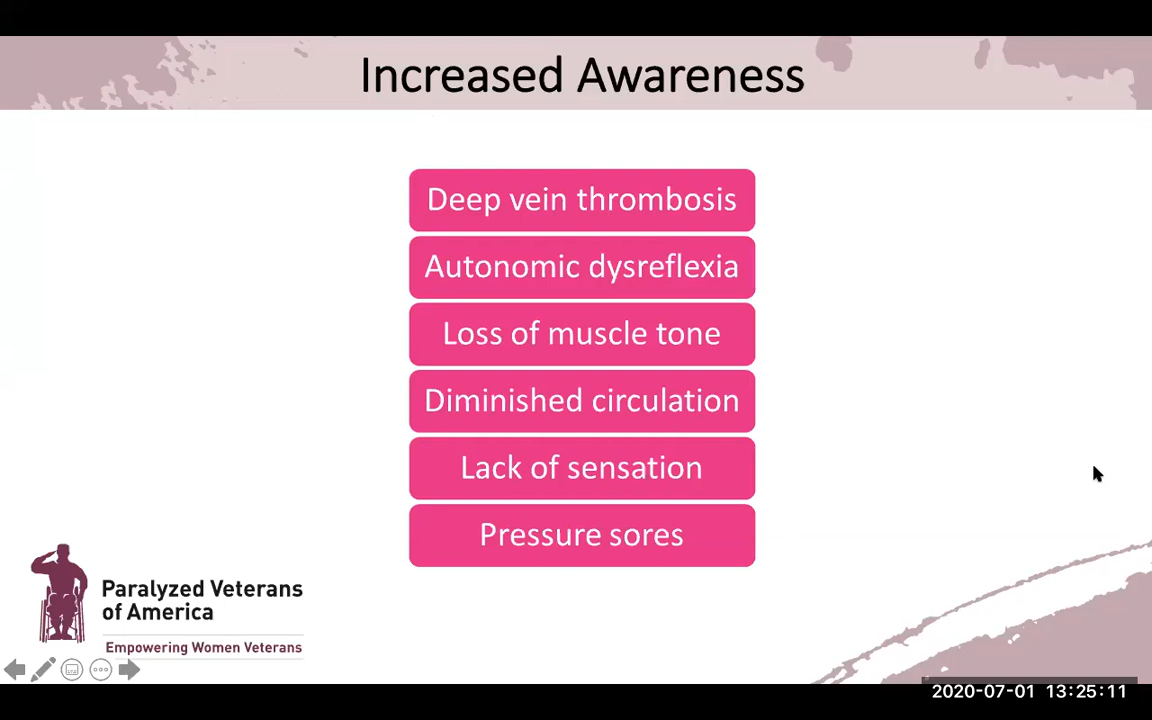 Increased Awareness
Deep vein thrombosis
Autonomic dysreflexia
Loss of muscle tone
Diminished circulation
Lack of sensation
Pressure sores
Paralyzed Veterans
of America
Empowering Women Veterans
2020-07-01 13:25:11